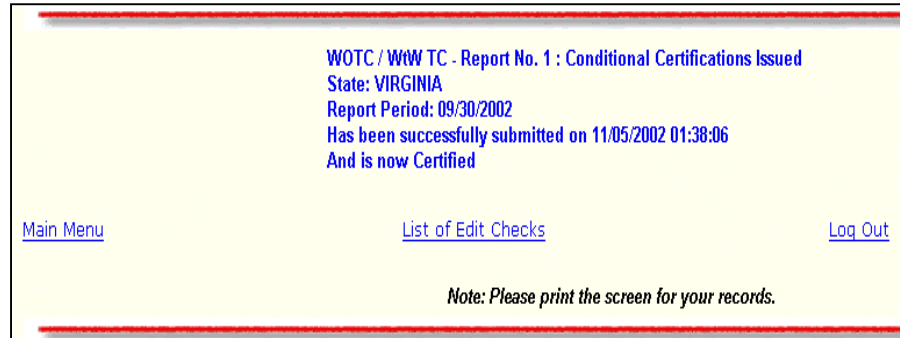 WOTC / WtW TC - Report No. 1 : Conditional Certifications Issued
State: VIRGINIA
Report Period: 09/30/2002
Has been successfully submitted on 11/05/2002 01:38:06
And is now Certified
Main Menu List of Edit Checks Log Out
Note: Please print the screen for your records.